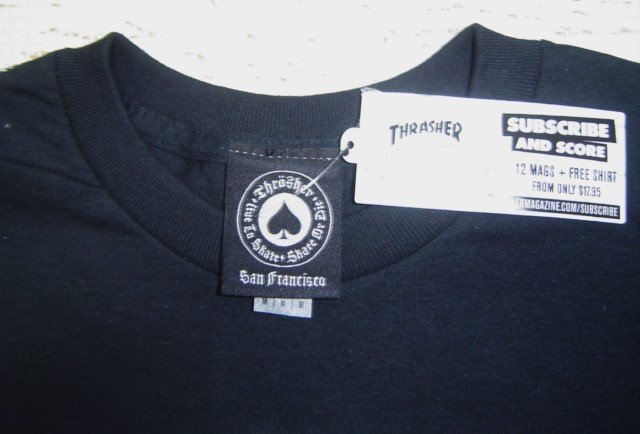 THRASHER
SUBSCRIBE
AND SCORE
12 MAGS + FREE SHIRT
FROM ONLY $17.95
ERMAGAZINE.COM/SUBSCRIBE
Thrasher
Live To Skate • Skate Or Die
San Francisco
M M M